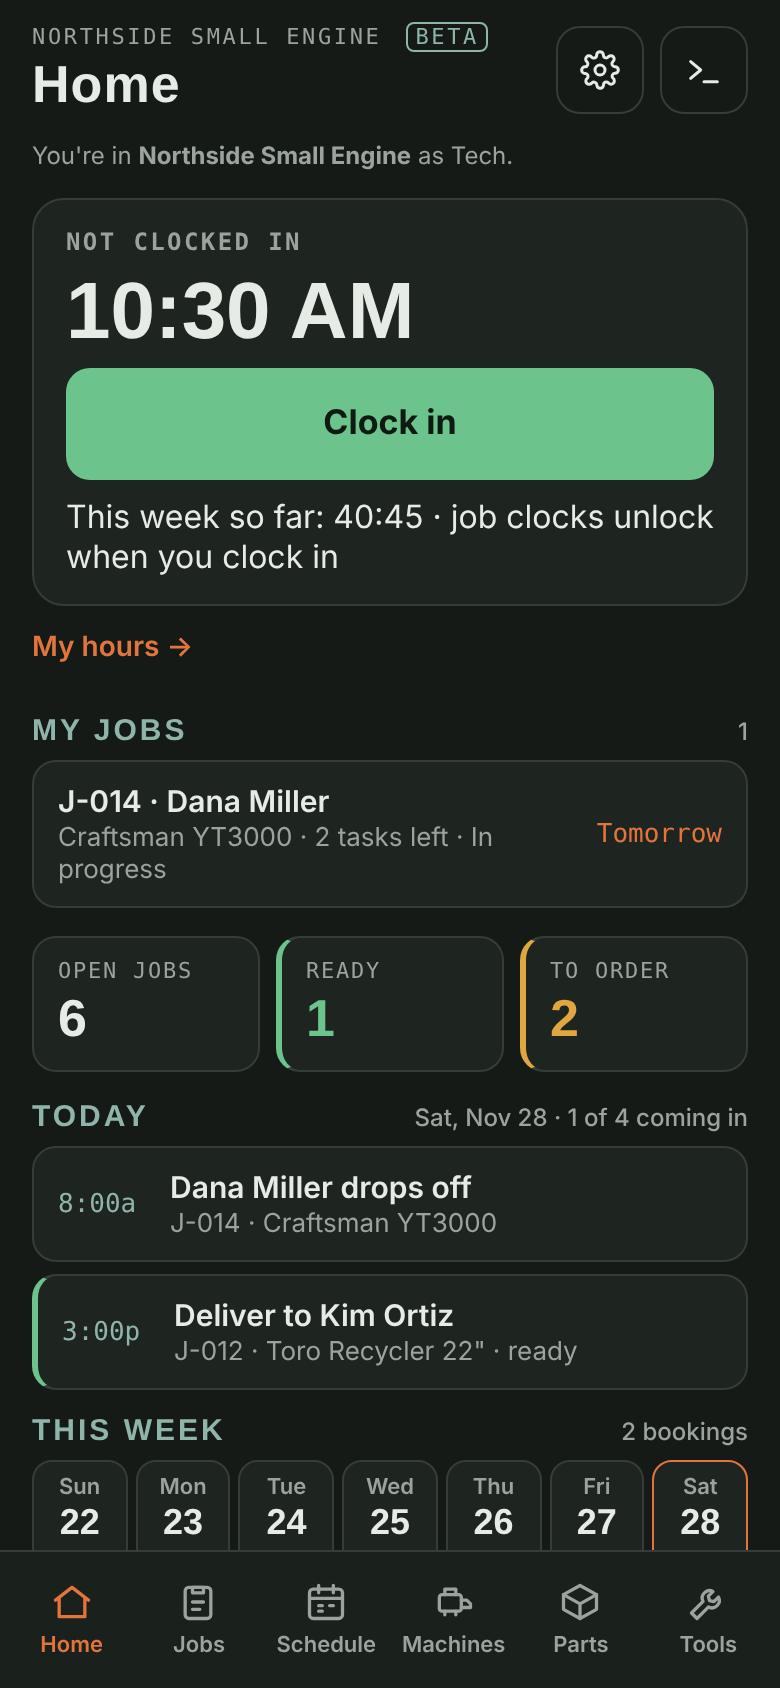 NORTHSIDE SMALL ENGINE BETA
Home
You're in Northside Small Engine as Tech.
NOT CLOCKED IN
10:30 AM
Clock in
This week so far: 40:45 · job clocks unlock
when you clock in
My hours →
MY JOBS 1
J-014 · Dana Miller
Craftsman YT3000 · 2 tasks left · In
progress
Tomorrow
OPEN JOBS
6
READY
1
TO ORDER
2
TODAY Sat, Nov 28 · 1 of 4 coming in
8:00a
Dana Miller drops off
J-014 · Craftsman YT3000
3:00p
Deliver to Kim Ortiz
J-012 · Toro Recycler 22" · ready
THIS WEEK 2 bookings
Sun Mon Tue Wed Thu Fri Sat
22 23 24 25 26 27 28
Home Jobs Schedule Machines Parts Tools